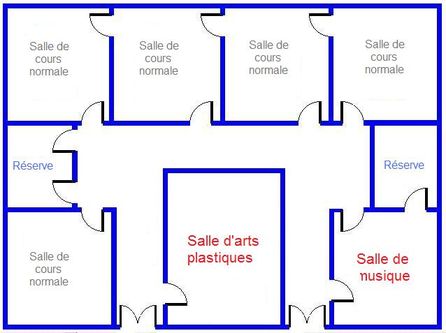 Salle de
cours
normale
Salle de
cours
normale
Salle de
cours
normale
Salle de
cours
normale
Réserve
Réserve
Salle de
cours
normale
Salle d'arts
plastiques
Salle de
musique